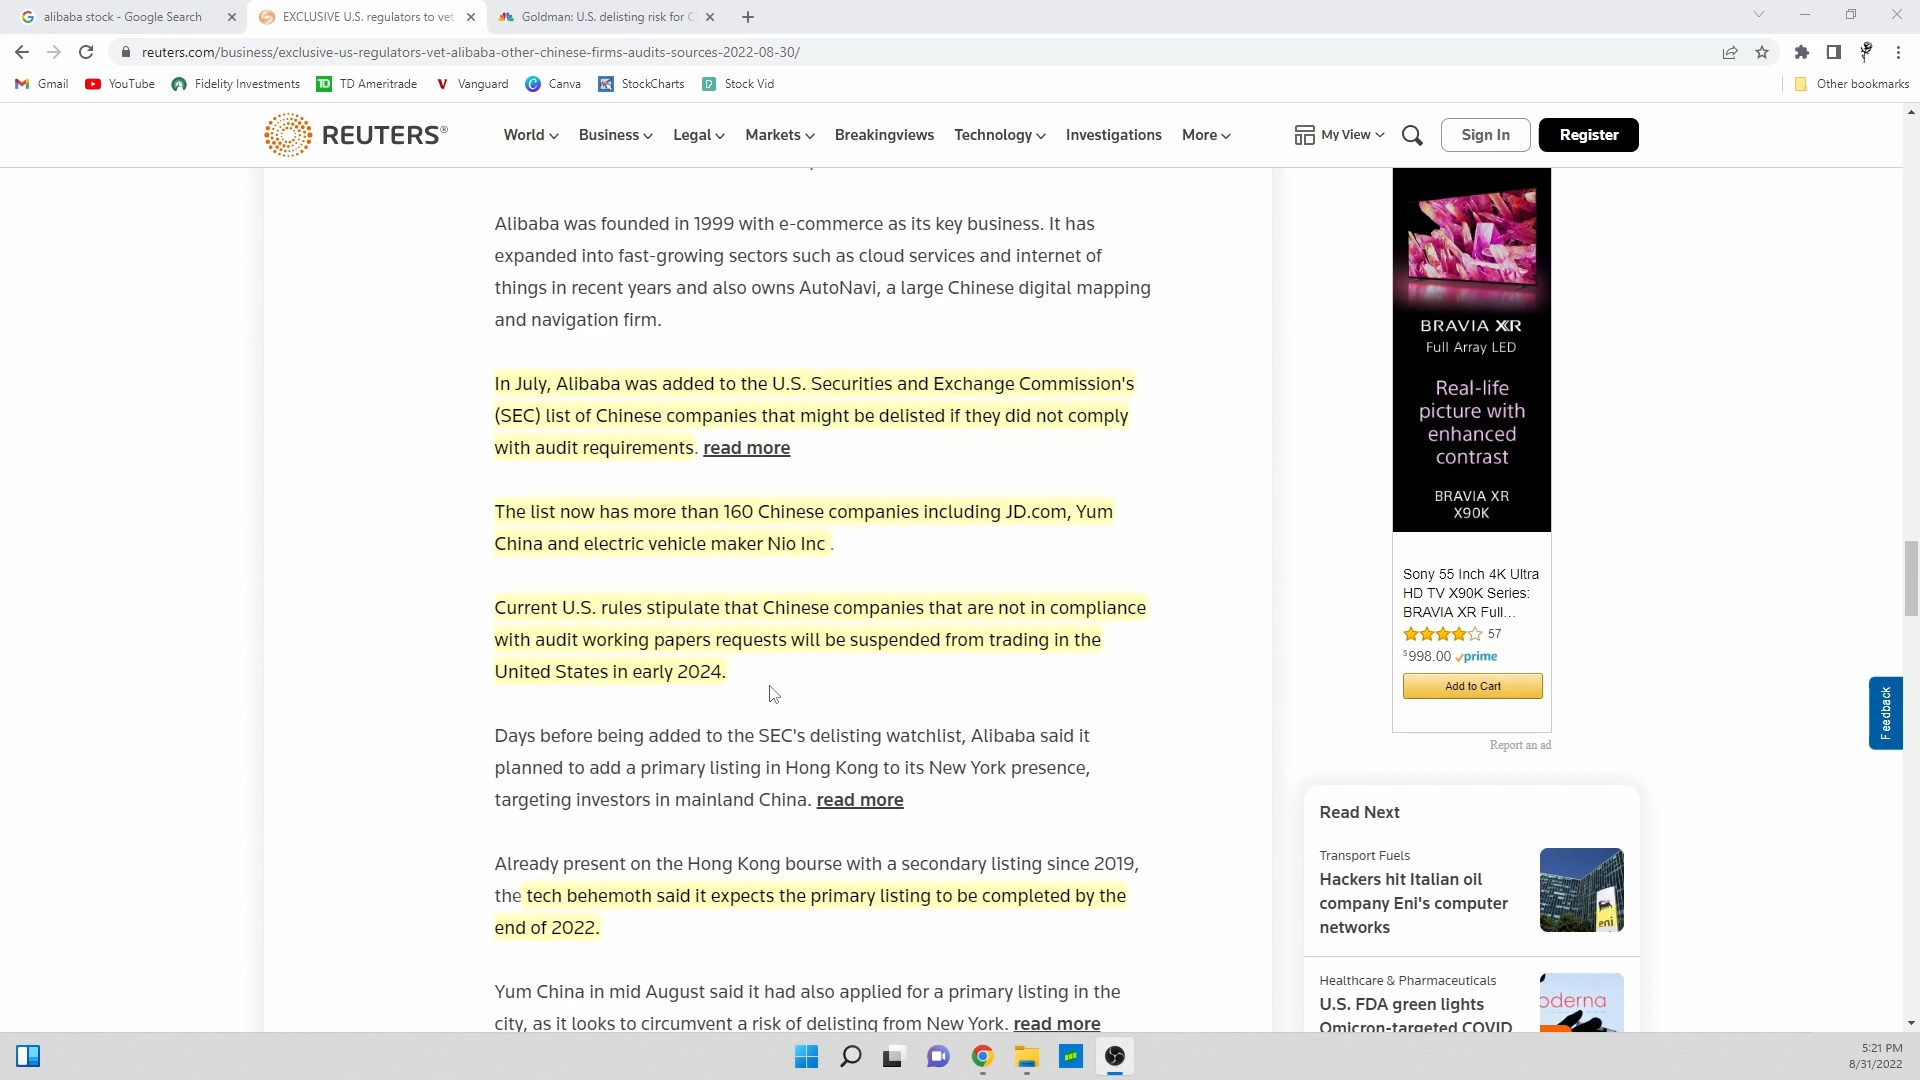 alibaba stock - Google Search
EXCLUSIVE U.S. regulators to vet
Goldman: U.S. delisting risk for C
reuters.com/business/exclusive-us-regulators-vet-alibaba-other-chinese-firms-audits-sources-2022-08-30/
Gmail YouTube Fidelity Investments TD Ameritrade Vanguard Canva StockCharts Stock Vid Other bookmarks
REUTERS® World Business Legal Markets Breakingviews Technology Investigations More My View Sign In Register
Alibaba was founded in 1999 with e-commerce as its key business. It has
expanded into fast-growing sectors such as cloud services and internet of
things in recent years and also owns AutoNavi, a large Chinese digital mapping
and navigation firm.
In July, Alibaba was added to the U.S. Securities and Exchange Commission's
(SEC) list of Chinese companies that might be delisted if they did not comply
with audit requirements. read more
The list now has more than 160 Chinese companies including JD.com, Yum
China and electric vehicle maker Nio Inc .
Current U.S. rules stipulate that Chinese companies that are not in compliance
with audit working papers requests will be suspended from trading in the
United States in early 2024.
Days before being added to the SEC's delisting watchlist, Alibaba said it
planned to add a primary listing in Hong Kong to its New York presence,
targeting investors in mainland China. read more
Already present on the Hong Kong bourse with a secondary listing since 2019,
the tech behemoth said it expects the primary listing to be completed by the
end of 2022.
Yum China in mid August said it had also applied for a primary listing in the
city, as it looks to circumvent a risk of delisting from New York. read more
BRAVIA XR
Full Array LED
Real-life
picture with
enhanced
contrast
BRAVIA XR
X90K
Sony 55 Inch 4K Ultra
HD TV X90K Series:
BRAVIA XR Full...
57
$998.00 prime
Add to Cart
Report an ad
Feedback
Read Next
Transport Fuels
Hackers hit Italian oil
company Eni's computer
networks
eni
Healthcare & Pharmaceuticals
U.S. FDA green lights
Omicron-targeted COVID
oderna
5:21 PM
8/31/2022